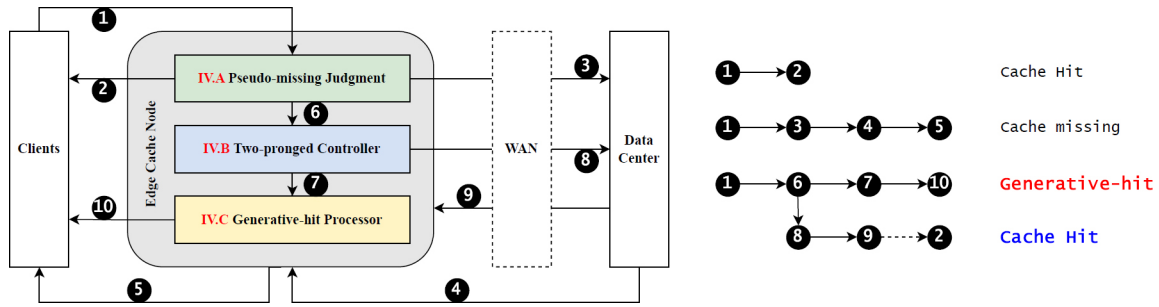 1
IV.A Pseudo-missing Judgment
2
3
6
Clients
Edge Cache Node
IV.B Two-pronged Controller
WAN
8
Data
Center
7
9
10
IV.C Generative-hit Processor
5
4
1 2 Cache Hit
1 3 4 5 Cache missing
1 6 7 10 Generative-hit
8 9 2 Cache Hit